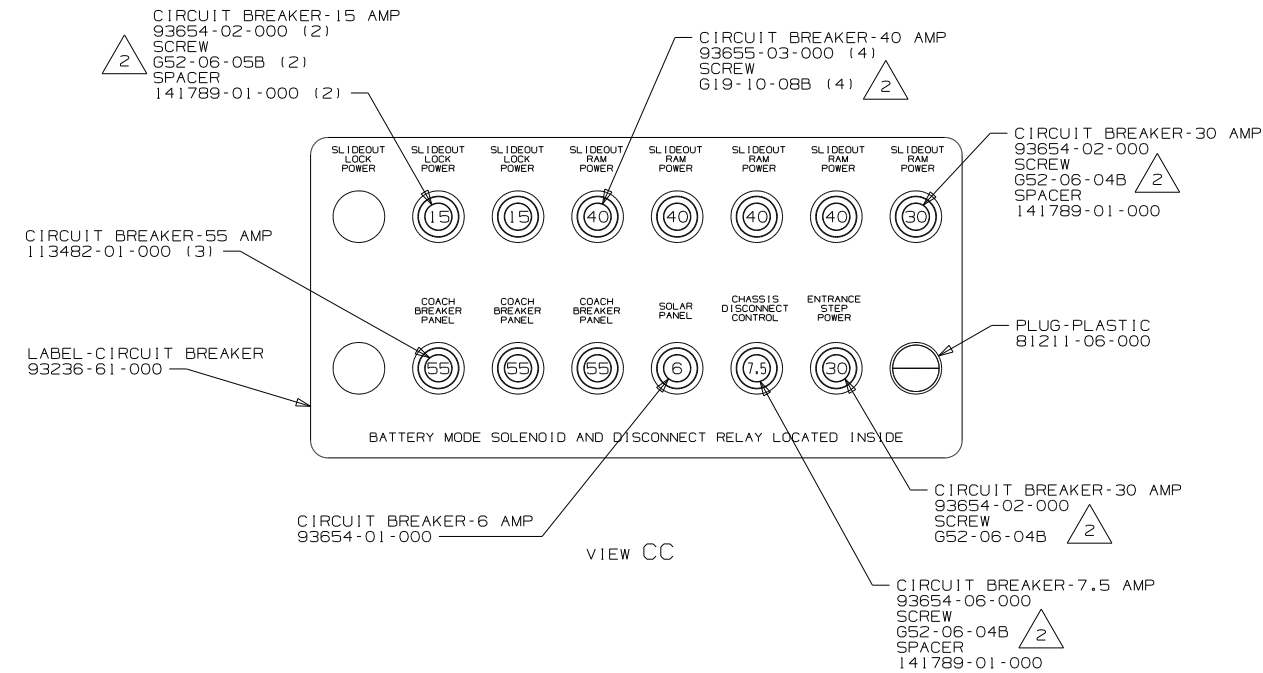 CIRCUIT BREAKER-15 AMP
93654-02-000 (2)
SCREW
G52-06-05B (2)
SPACER
141789-01-000 (2)
2
CIRCUIT BREAKER-40 AMP
93655-03-000 (4)
SCREW
G19-10-08B (4)
2
CIRCUIT BREAKER-30 AMP
93654-02-000
SCREW
G52-06-04B
SPACER
141789-01-000
2
SLIDEOUT LOCK POWER
SLIDEOUT LOCK POWER
SLIDEOUT LOCK POWER
SLIDEOUT RAM POWER
SLIDEOUT RAM POWER
SLIDEOUT RAM POWER
SLIDEOUT RAM POWER
SLIDEOUT RAM POWER
15 15 40 40 40 40 30
CIRCUIT BREAKER-55 AMP
113482-01-000 (3)
COACH BREAKER PANEL
COACH BREAKER PANEL
COACH BREAKER PANEL
SOLAR PANEL
CHASSIS DISCONNECT CONTROL
ENTRANCE STEP POWER
PLUG-PLASTIC
81211-06-000
LABEL-CIRCUIT BREAKER
93236-61-000
55 55 55 6 7.5 30
BATTERY MODE SOLENOID AND DISCONNECT RELAY LOCATED INSIDE
CIRCUIT BREAKER-6 AMP
93654-01-000
VIEW CC
CIRCUIT BREAKER-30 AMP
93654-02-000
SCREW
G52-06-04B
2
CIRCUIT BREAKER-7.5 AMP
93654-06-000
SCREW
G52-06-04B
SPACER
141789-01-000
2